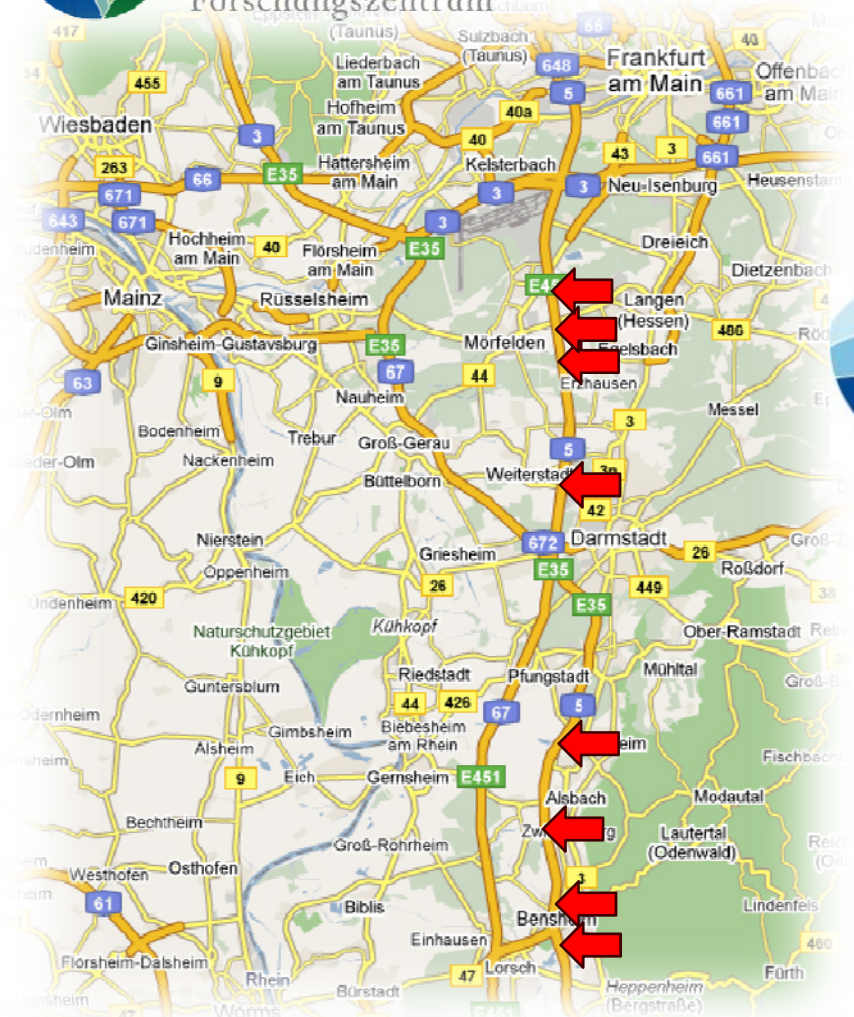 Forschungszentrum
417
Eppstein
(Taunus)
Sulzbach
(Taunus)
66
Frankfurt
am Main
43
648
455
Liederbach
am Taunus
5
661
Offenbach
am Main
Hofheim
am Taunus
40a
661
Wiesbaden
3
40
43
3
661
263
66
E35
Hattersheim
am Main
Kelsterbach
3
3
Neu-Isenburg
Heusenstamm
671
643
671
3
Hochheim
am Main
40
Flörsheim
am Main
E35
Dreieich
Dietzenbach
Mainz
Rüsselsheim
Langen
(Hessen)
486
Ginsheim-Gustavsburg
E35
Mörfelden
Egelsbach
63
9
67
44
Erzhausen
Nauheim
3
Messel
Bodenheim
Trebur
Groß-Gerau
5
Nackenheim
Büttelborn
Weiterstadt
42
Nierstein
672
Darmstadt
26
Griesheim
Oppenheim
E35
Roßdorf
420
26
449
E35
38
Naturschutzgebiet
Kühkopf
Kühkopf
Ober-Ramstadt
Riedstadt
Pfungstadt
Mühltal
Guntersblum
44
426
67
5
Gimbsheim
Biebesheim
am Rhein
Alsheim
9
Eich
Gernsheim
E451
Alsbach
Modautal
Bechtheim
Groß-Rohrheim
Lautertal
(Odenwald)
Westhofen
Osthofen
3
61
Biblis
Bensheim
Lindenfels
Einhausen
460
Florsheim-Dalsheim
Lorsch
47
Rhein
Bürstadt
Fürth
Heppenheim
(Bergstraße)
47
Worms
E451